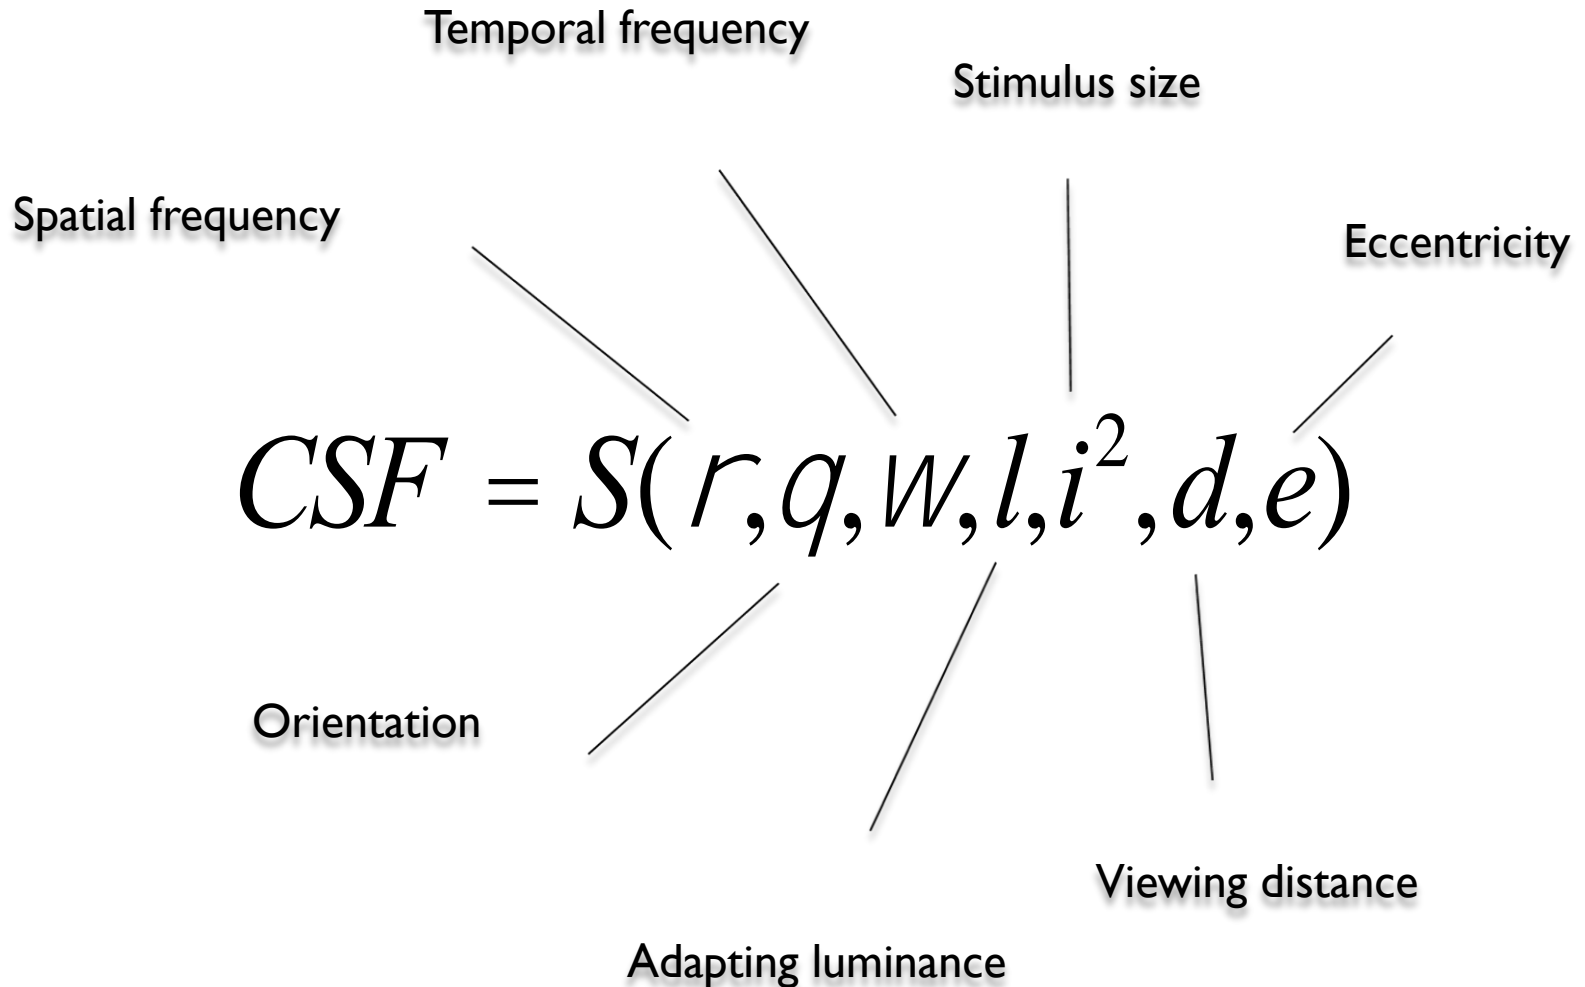 Temporal frequency
Stimulus size
Spatial frequency
Eccentricity
CSF = S(r,q,w,l,i²,d,e)
Orientation
Viewing distance
Adapting luminance